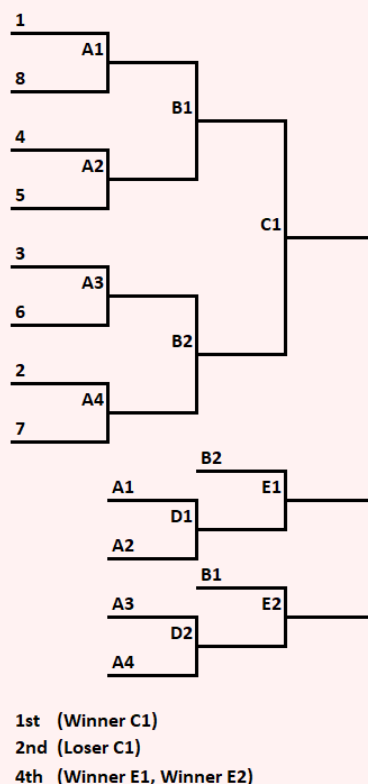 1
A1
8
B1
4
A2
5
C1
3
A3
6
B2
2
A4
7
B2
A1
E1
D1
A2
B1
A3
E2
D2
A4
1st (Winner C1)
2nd (Loser C1)
4th (Winner E1, Winner E2)